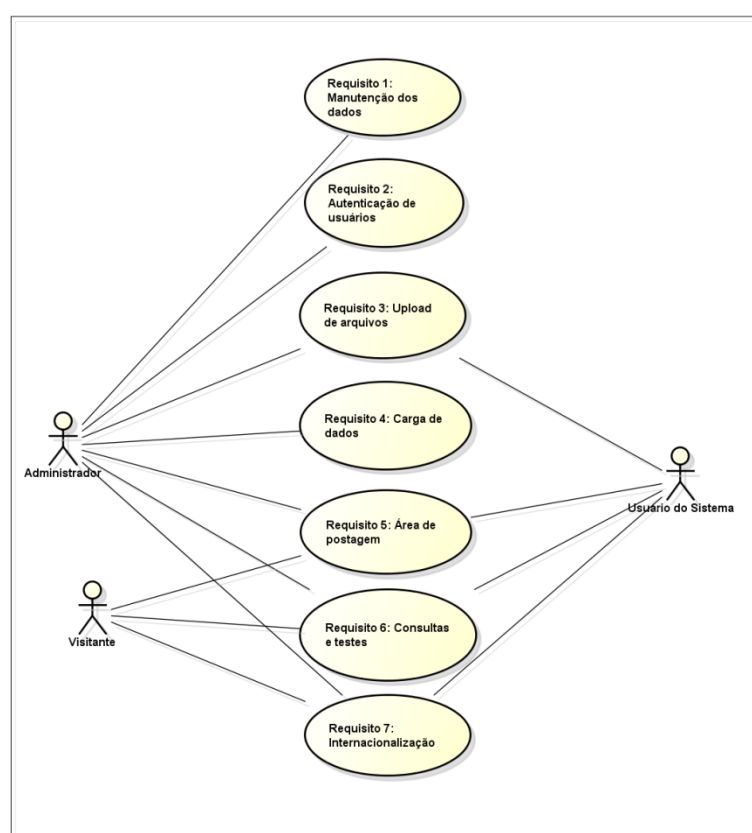 Requisito 1:
Manutenção dos
dados
Requisito 2:
Autenticação de
usuários
Requisito 3: Upload
de arquivos
Requisito 4: Carga de
dados
Administrador
Usuário do Sistema
Requisito 5: Área de
postagem
Requisito 6: Consultas
e testes
Visitante
Requisito 7:
Internacionalização